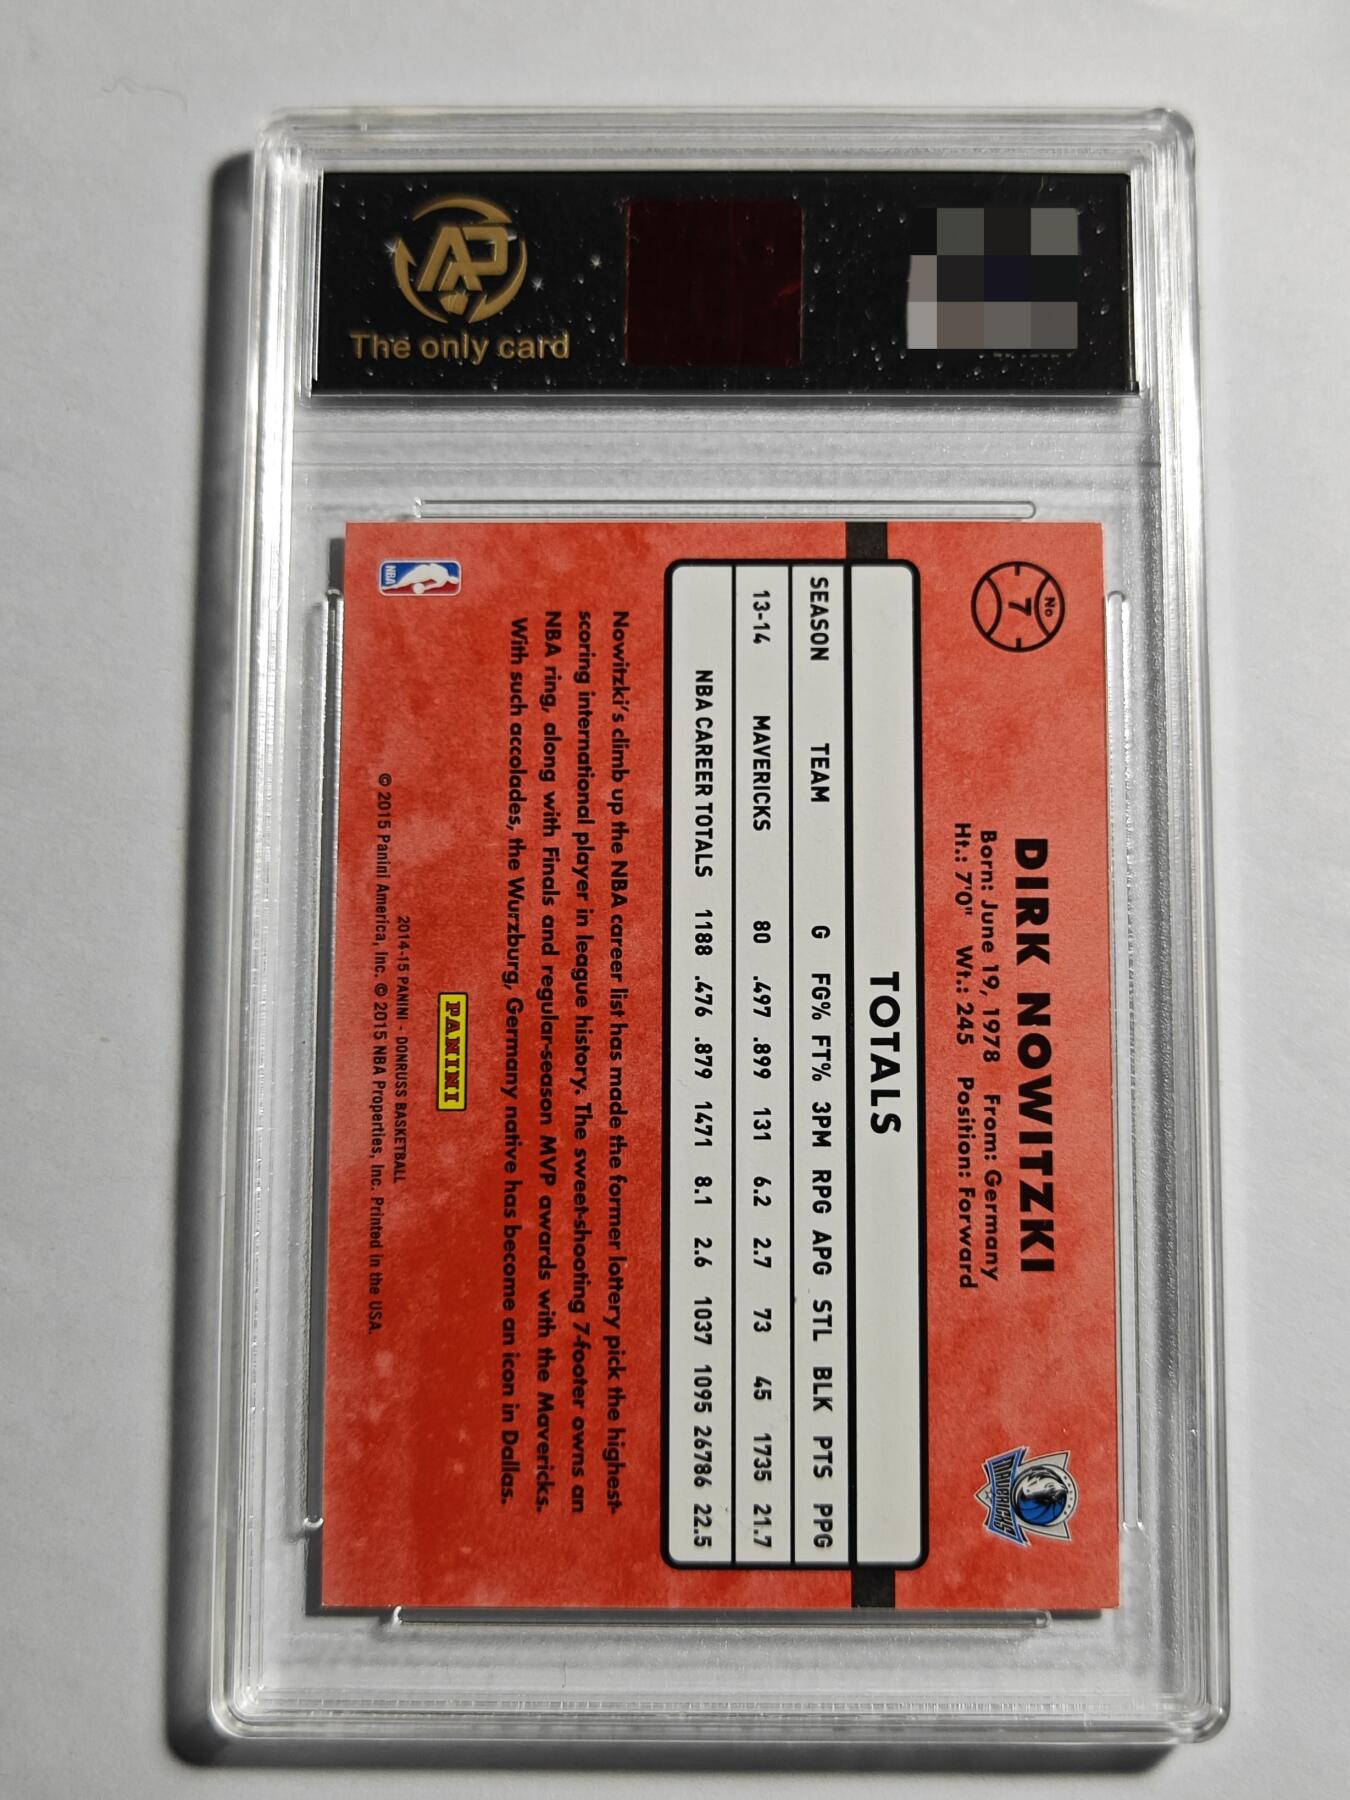 AP
The only card
No
7
DIRK NOWITZKI
Born: June 19, 1978 From: Germany
Ht.: 7'0" Wt.: 245 Position: Forward
MAVERICKS
TOTALS
SEASON TEAM G FG% FT% 3PM RPG APG STL BLK PTS PPG
13-14 MAVERICKS 80 .497 .899 131 6.2 2.7 73 45 1735 21.7
NBA CAREER TOTALS 1188 .476 .879 1471 8.1 2.6 1037 1095 26786 22.5
Nowitzki's climb up the NBA career list has made the former lottery pick the highest-
scoring international player in league history. The sweet-shooting 7-footer owns an
NBA ring, along with Finals and regular-season MVP awards with the Mavericks.
With such accolades, the Wurzburg, Germany native has become an icon in Dallas.
PANINI
2014-15 PANINI - DONRUSS BASKETBALL
© 2015 Panini America, Inc. © 2015 NBA Properties, Inc. Printed in the USA.
NBA